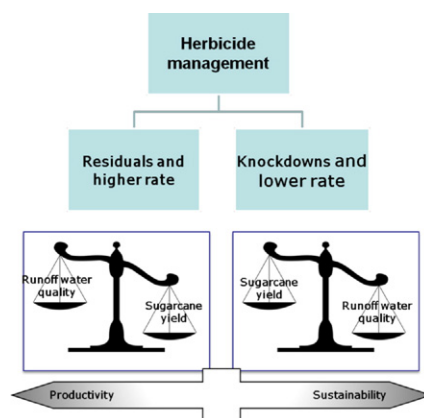 Herbicide
management
Residuals and
higher rate
Knockdowns and
lower rate
Runoff water
quality
Sugarcane
yield
Sugarcane
yield
Runoff water
quality
Productivity
Sustainability